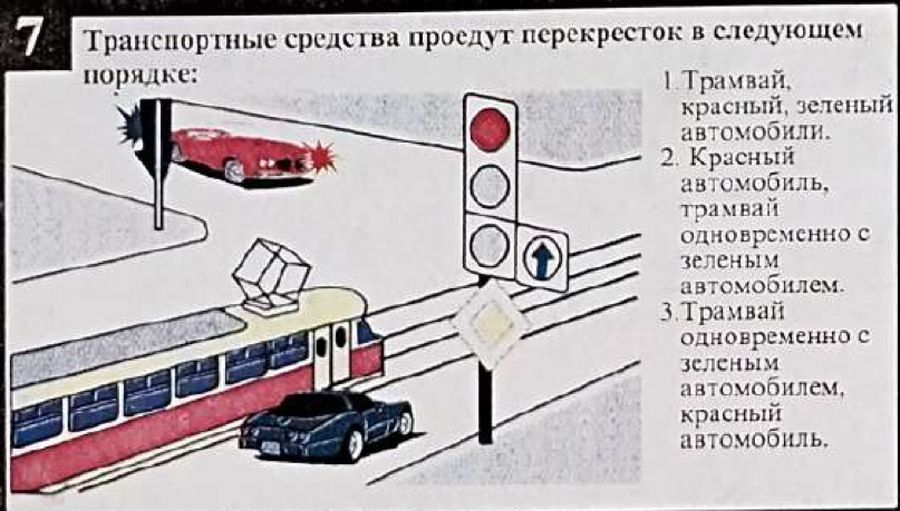 7
Транспортные средства проедут перекресток в следующем
порядке:
1.Трамвай,
красный, зеленый
автомобили.
2. Красный
автомобиль,
трамвай
одновременно с
зеленым
автомобилем.
3.Трамвай
одновременно с
зеленым
автомобилем,
красный
автомобиль.